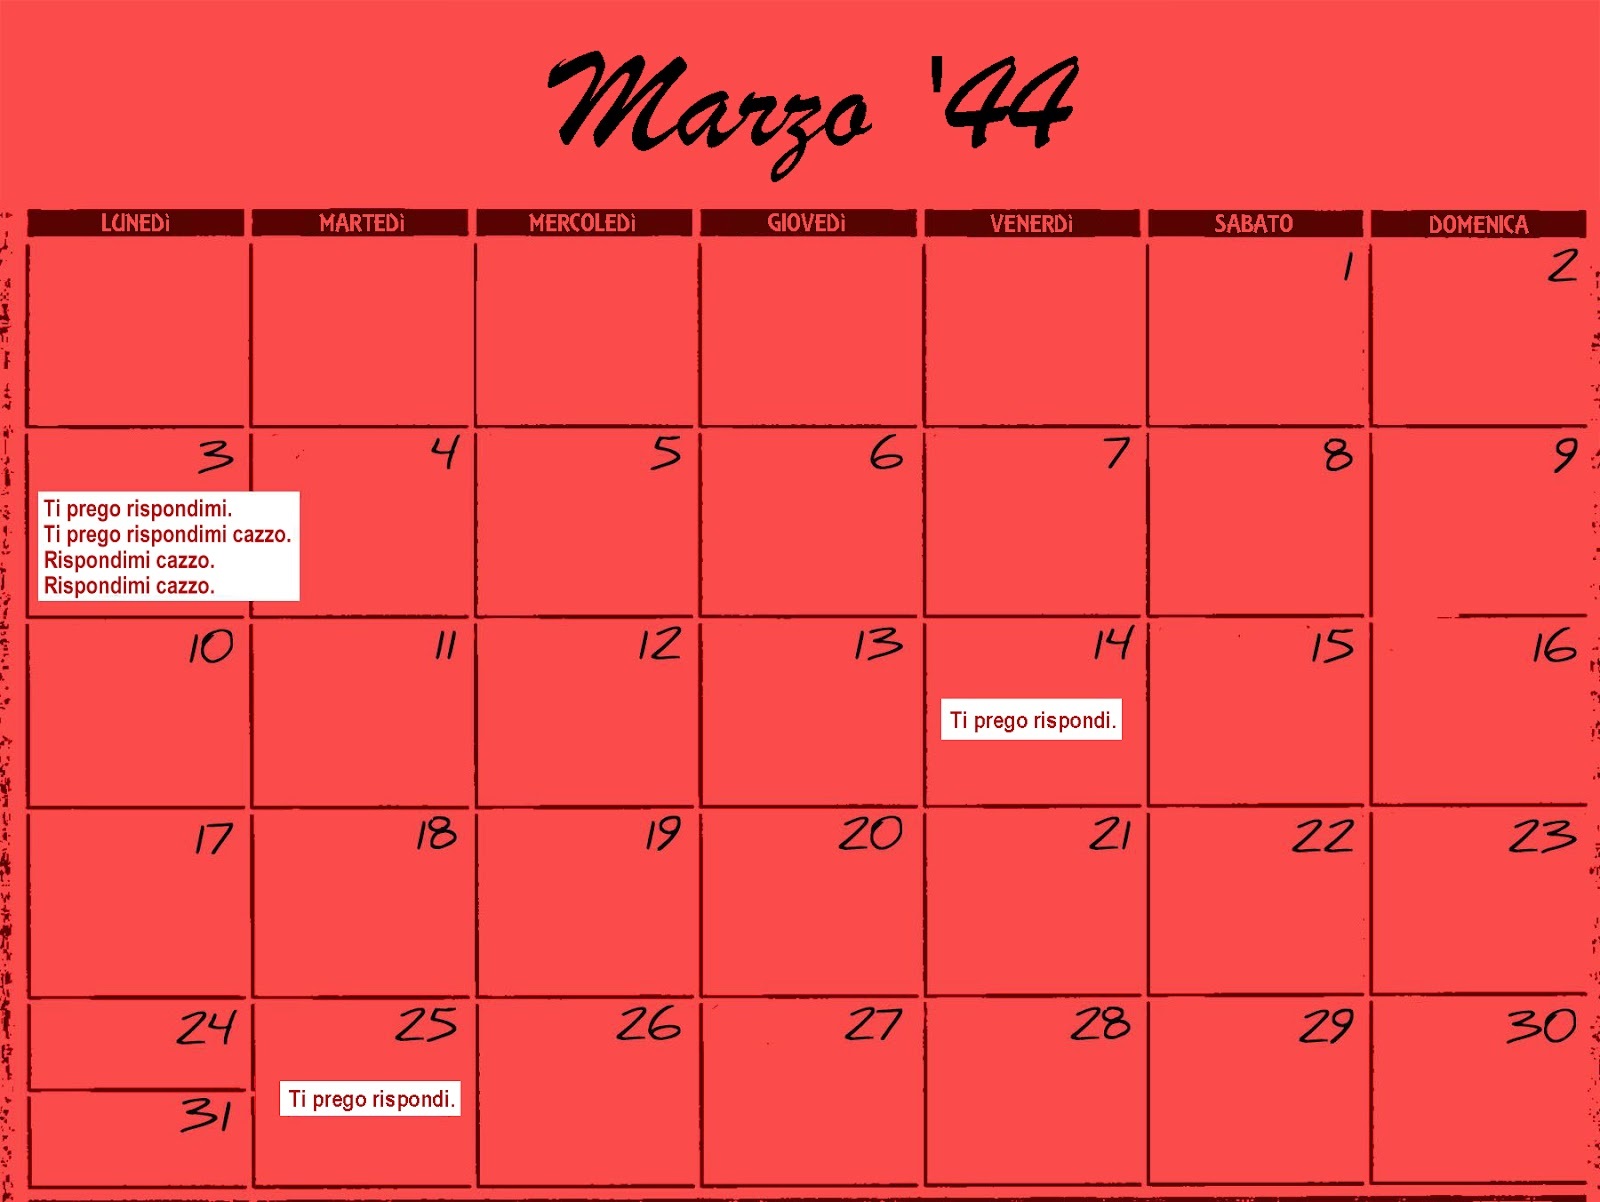 Marzo '44
LUNEDì MARTEDì MERCOLEDì GIOVEDì VENERDì SABATO DOMENICA
1 2
3 4 5 6 7 8 9
Ti prego rispondimi.
Ti prego rispondimi cazzo.
Rispondimi cazzo.
Rispondimi cazzo.
10 11 12 13 14 15 16
Ti prego rispondi.
17 18 19 20 21 22 23
24 25 26 27 28 29 30
Ti prego rispondi.
31